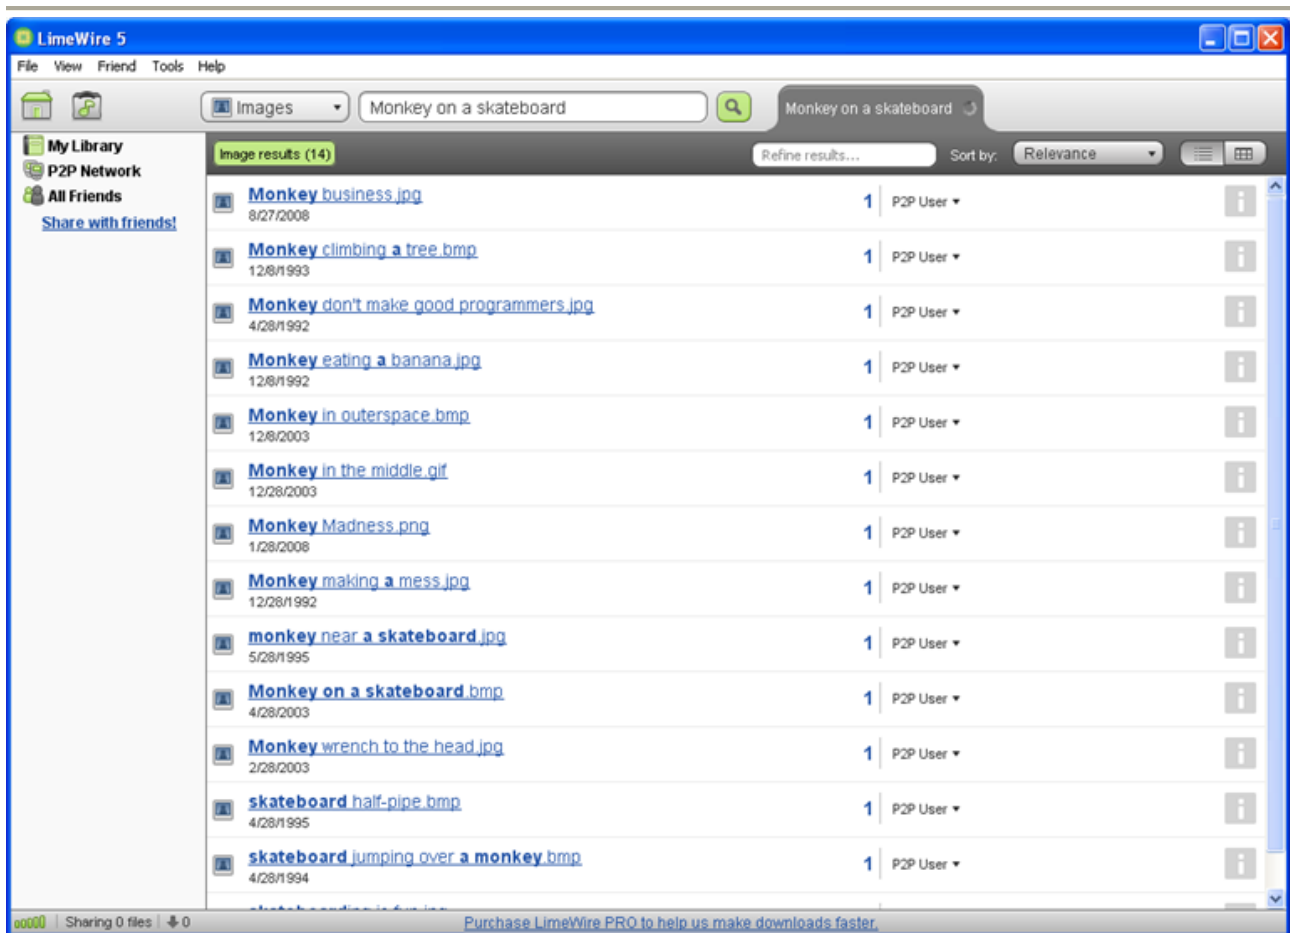 LimeWire 5
File View Friend Tools Help
Images
Monkey on a skateboard
Monkey on a skateboard
My Library
P2P Network
All Friends
Share with friends!
Image results (14)
Refine results...
Sort by:
Relevance
Monkey business.jpg
8/27/2008
1 P2P User
Monkey climbing a tree.bmp
12/8/1993
1 P2P User
Monkey don't make good programmers.jpg
4/28/1992
1 P2P User
Monkey eating a banana.jpg
12/8/1992
1 P2P User
Monkey in outerspace.bmp
12/8/2003
1 P2P User
Monkey in the middle.gif
12/28/2003
1 P2P User
Monkey Madness.png
1/28/2008
1 P2P User
Monkey making a mess.jpg
12/28/1992
1 P2P User
monkey near a skateboard.jpg
5/28/1995
1 P2P User
Monkey on a skateboard.bmp
4/28/2003
1 P2P User
Monkey wrench to the head.jpg
2/28/2003
1 P2P User
skateboard half-pipe.bmp
4/28/1995
1 P2P User
skateboard jumping over a monkey.bmp
4/28/1994
1 P2P User
Sharing 0 files
0
Purchase LimeWire PRO to help us make downloads faster.